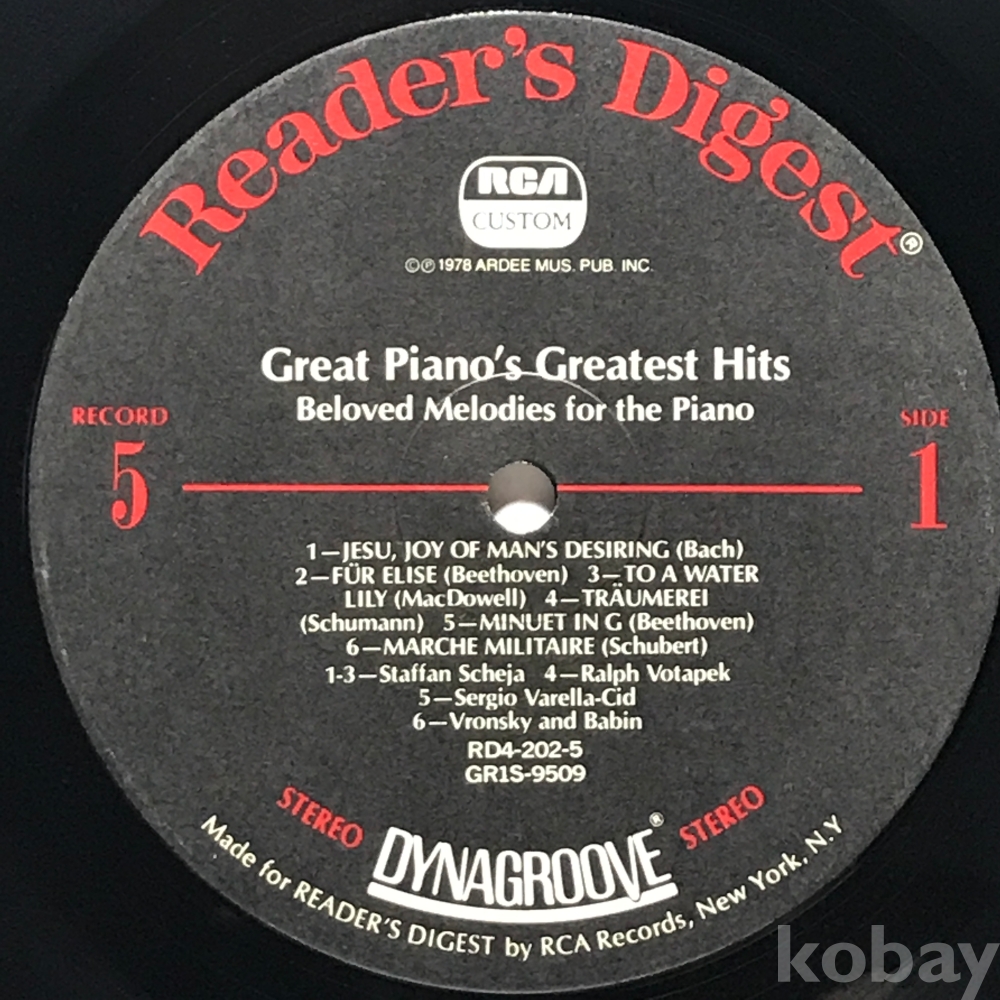 Reader's Digest®
RCA
CUSTOM
©℗ 1978 ARDEE MUS. PUB. INC.
Great Piano's Greatest Hits
Beloved Melodies for the Piano
RECORD
5
SIDE
1
1—JESU, JOY OF MAN'S DESIRING (Bach)
2—FÜR ELISE (Beethoven) 3—TO A WATER
LILY (MacDowell) 4—TRÄUMEREI
(Schumann) 5—MINUET IN G (Beethoven)
6—MARCHE MILITAIRE (Schubert)
1-3—Staffan Scheja 4—Ralph Votapek
5—Sergio Varella-Cid
6—Vronsky and Babin
RD4-202-5
GR1S-9509
STEREO
DYNAGROOVE®
STEREO
Made for READER'S DIGEST by RCA Records, New York, N.Y
kobay